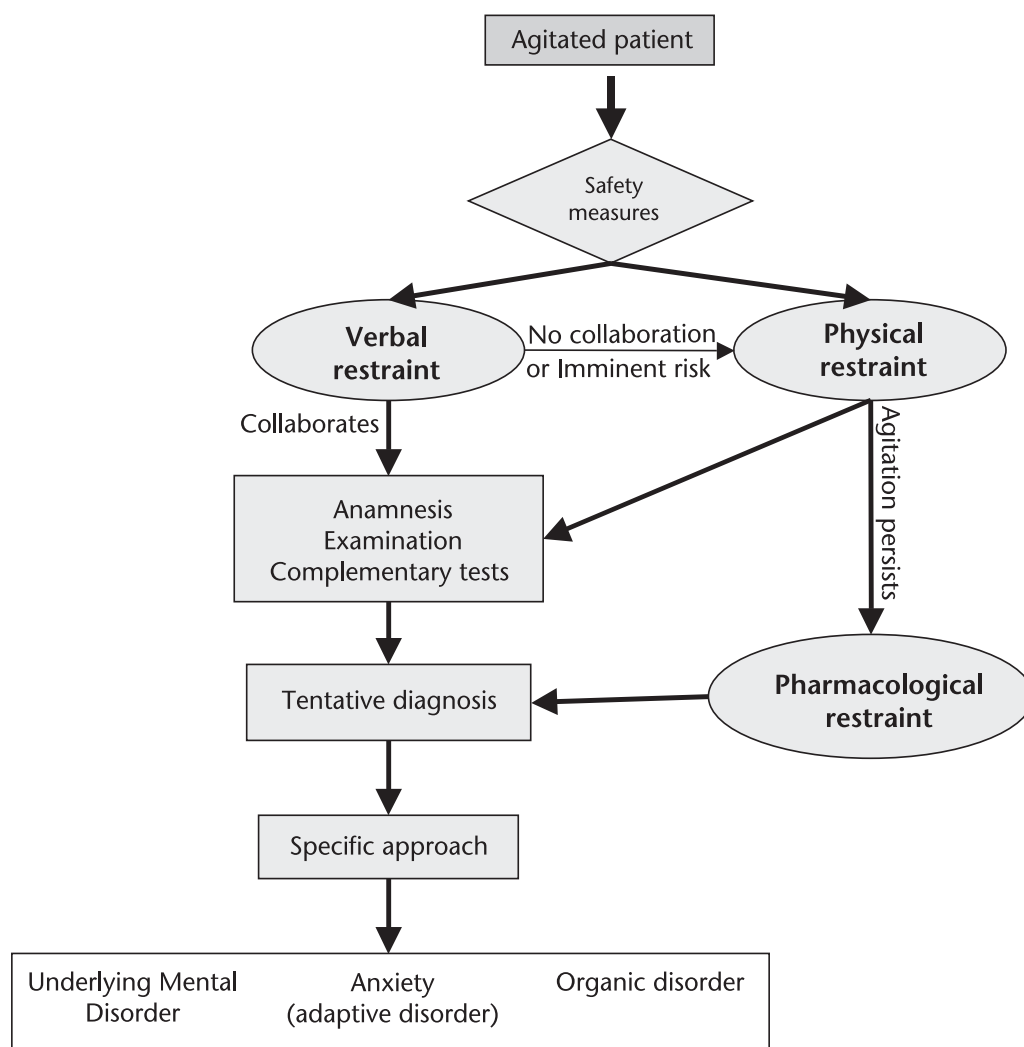 Agitated patient
Safety
measures
Verbal
restraint
No collaboration
or Imminent risk
Physical
restraint
Collaborates
Agitation persists
Anamnesis
Examination
Complementary tests
Tentative diagnosis
Pharmacological
restraint
Specific approach
Underlying Mental
Disorder
Anxiety
(adaptive disorder)
Organic disorder